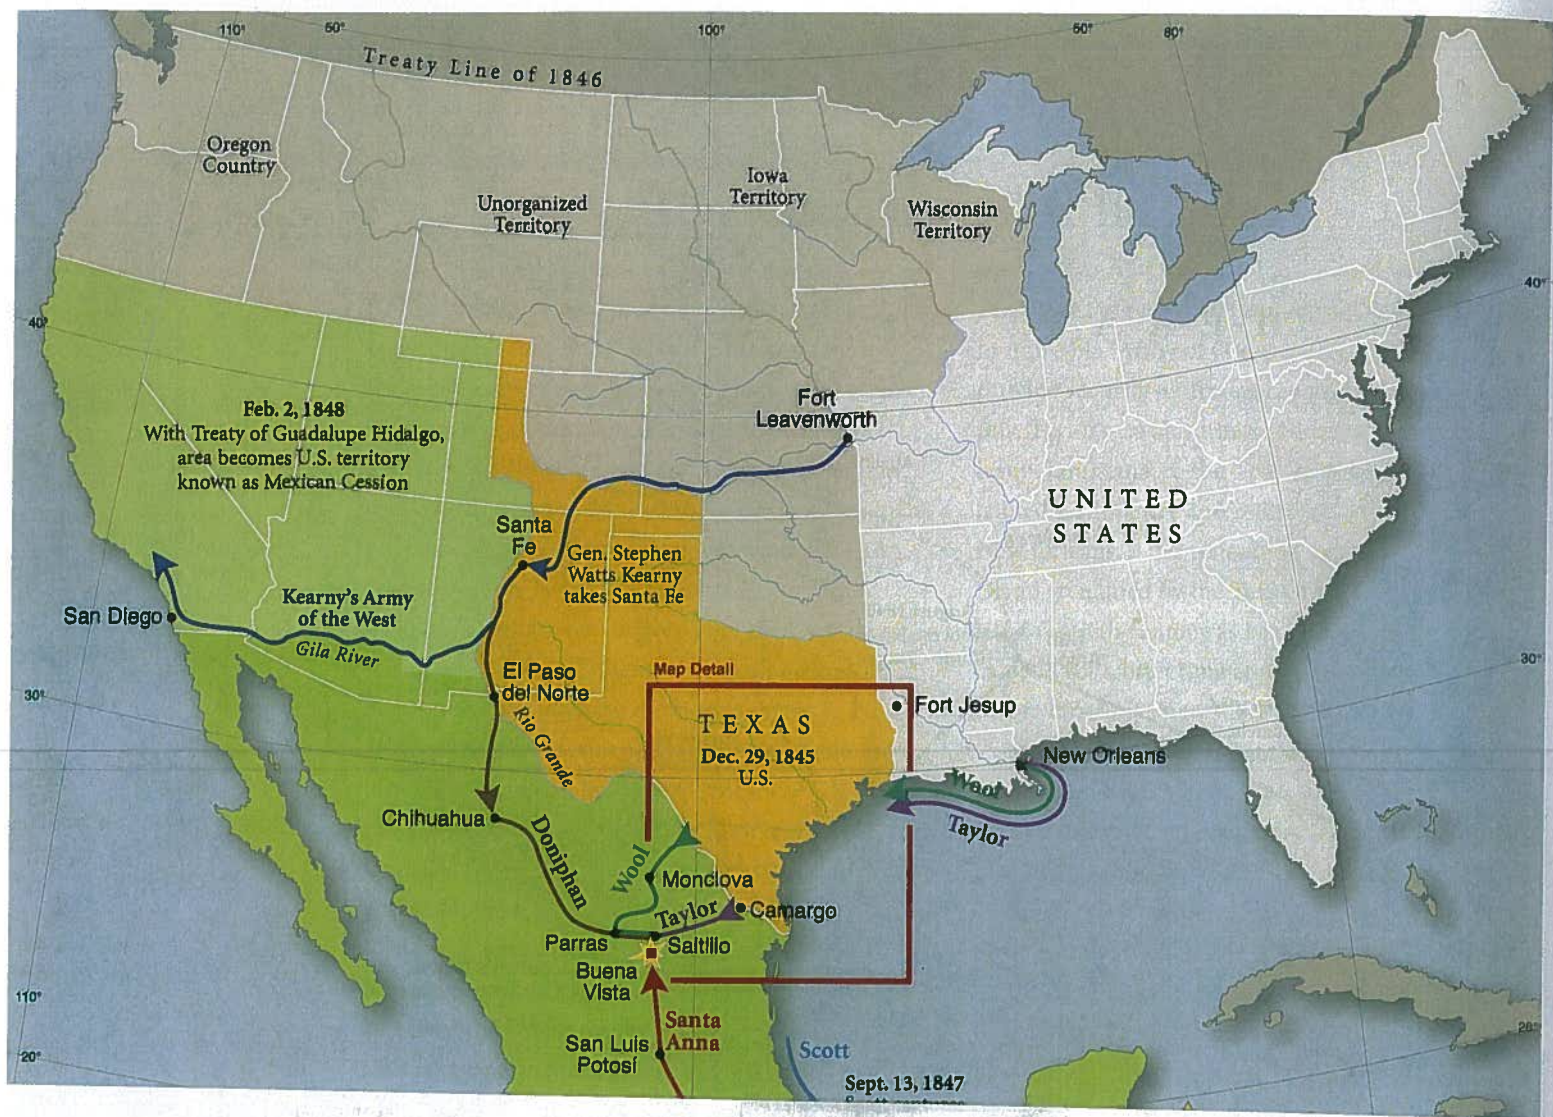 110°
50°
100°
50°
80°
Treaty Line of 1846
Oregon
Country
Unorganized
Territory
Iowa
Territory
Wisconsin
Territory
40°
40°
Feb. 2, 1848
With Treaty of Guadalupe Hidalgo,
area becomes U.S. territory
known as Mexican Cession
Fort
Leavenworth
UNITED
STATES
Santa
Fe
Gen. Stephen
Watts Kearny
takes Santa Fe
San Diego
Kearny's Army
of the West
Gila River
30°
30°
El Paso
del Norte
Rio Grande
Map Detail
TEXAS
Dec. 29, 1845
U.S.
Fort Jesup
New Orleans
Wool
Taylor
Chihuahua
Doniphan
Wool
Monclova
Taylor
Camargo
Parras
Saltillo
Buena
Vista
110°
Santa
Anna
San Luis
Potosí
20°
Scott
Sept. 13, 1847